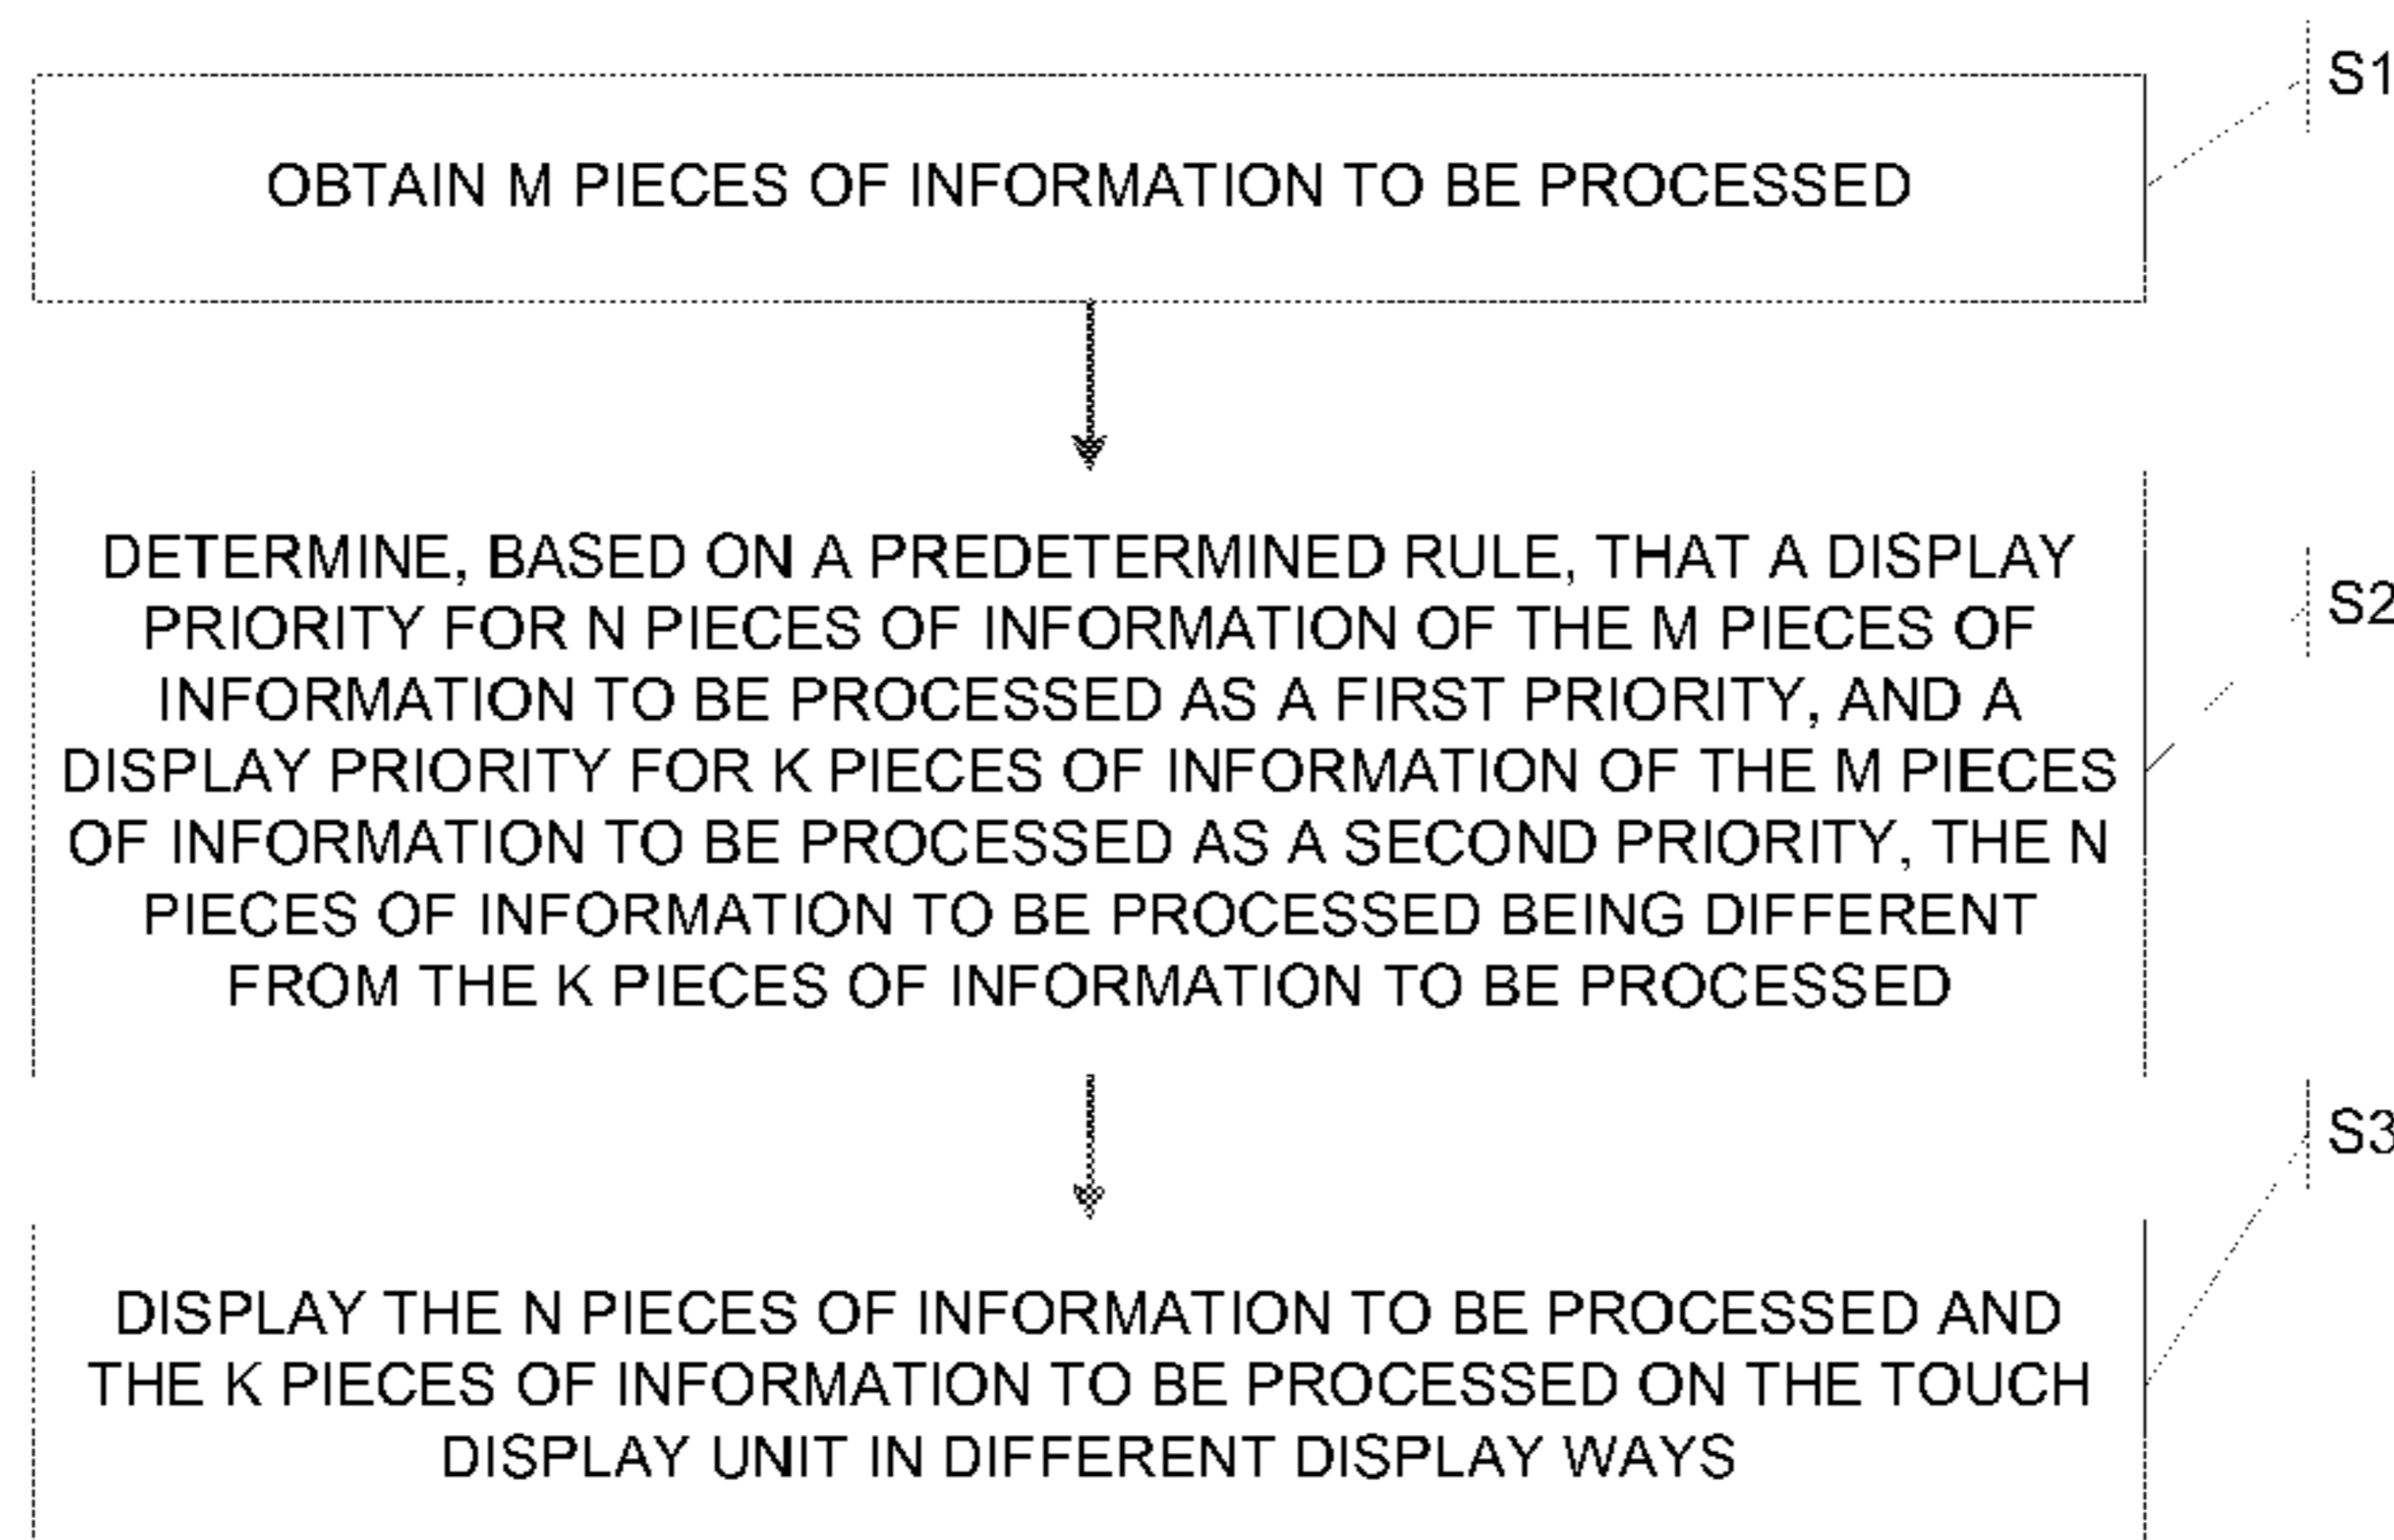 S1
OBTAIN M PIECES OF INFORMATION TO BE PROCESSED
DETERMINE, BASED ON A PREDETERMINED RULE, THAT A DISPLAY
PRIORITY FOR N PIECES OF INFORMATION OF THE M PIECES OF
INFORMATION TO BE PROCESSED AS A FIRST PRIORITY, AND A
DISPLAY PRIORITY FOR K PIECES OF INFORMATION OF THE M PIECES
OF INFORMATION TO BE PROCESSED AS A SECOND PRIORITY, THE N
PIECES OF INFORMATION TO BE PROCESSED BEING DIFFERENT
FROM THE K PIECES OF INFORMATION TO BE PROCESSED
S2
S3
DISPLAY THE N PIECES OF INFORMATION TO BE PROCESSED AND
THE K PIECES OF INFORMATION TO BE PROCESSED ON THE TOUCH
DISPLAY UNIT IN DIFFERENT DISPLAY WAYS